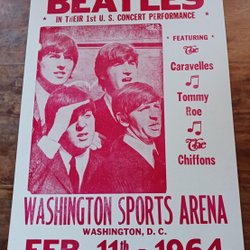 BEATLES
IN THEIR 1st U. S. CONCERT PERFORMANCE
• FEATURING •
The
Caravelles
Tommy
Roe
The
Chiffons
WASHINGTON SPORTS ARENA
WASHINGTON, D. C.
FEB. 11th - 1964